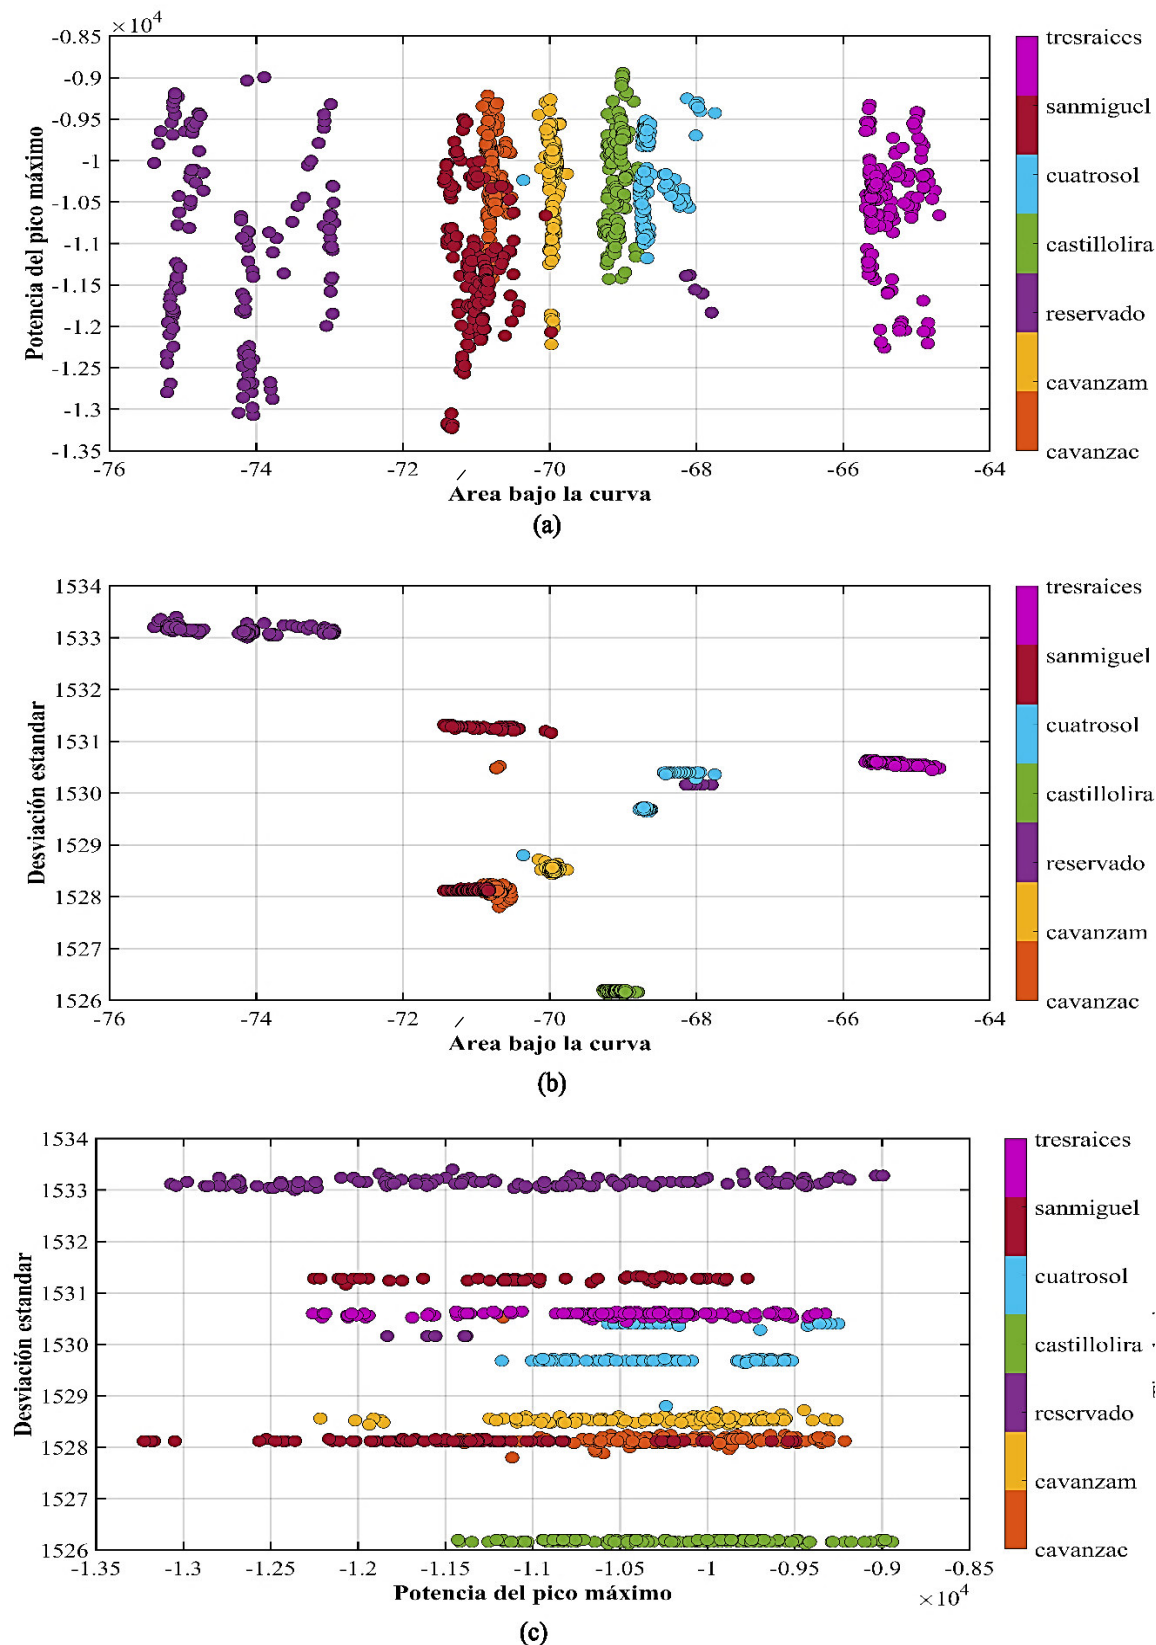 ×10⁴
-0.85
-0.9
-0.95
-1
-1.05
-1.1
-1.15
-1.2
-1.25
-1.3
-1.35
Potencia del pico máximo
-76
-74
-72
-70
-68
-66
-64
Área bajo la curva
tresraices
sanmiguel
cuatrosol
castillolira
reservado
cavanzam
cavanzac
(a)
1534
1533
1532
1531
1530
1529
1528
1527
1526
Desviación estandar
-76
-74
-72
-70
-68
-66
-64
Área bajo la curva
tresraices
sanmiguel
cuatrosol
castillolira
reservado
cavanzam
cavanzac
(b)
1534
1533
1532
1531
1530
1529
1528
1527
1526
Desviación estandar
-1.35
-1.3
-1.25
-1.2
-1.15
-1.1
-1.05
-1
-0.95
-0.9
-0.85
Potencia del pico máximo
×10⁴
tresraices
sanmiguel
cuatrosol
castillolira
reservado
cavanzam
cavanzac
(c)